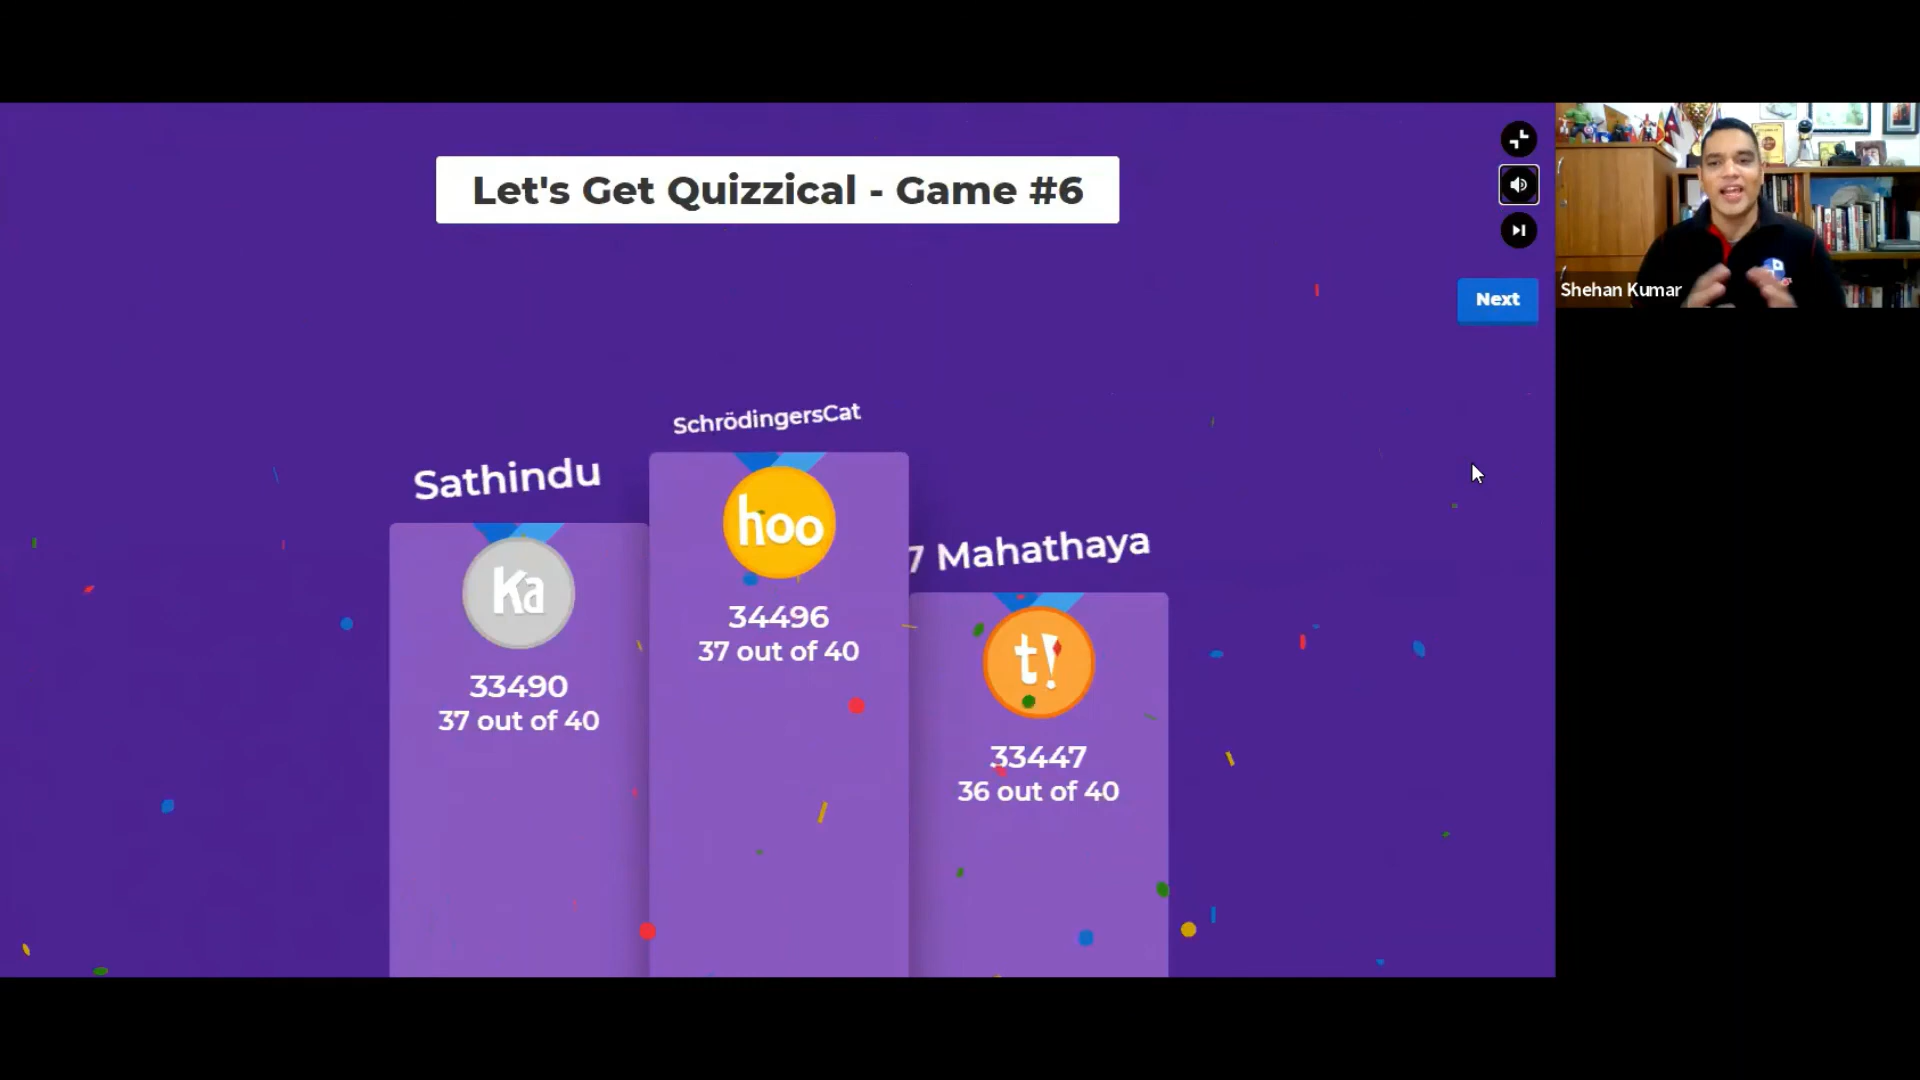 Let's Get Quizzical - Game #6
Next
Shehan Kumar
SchrödingersCat
Sathindu
7 Mahathaya
hoo
Ka
t!
34496
37 out of 40
33490
37 out of 40
33447
36 out of 40